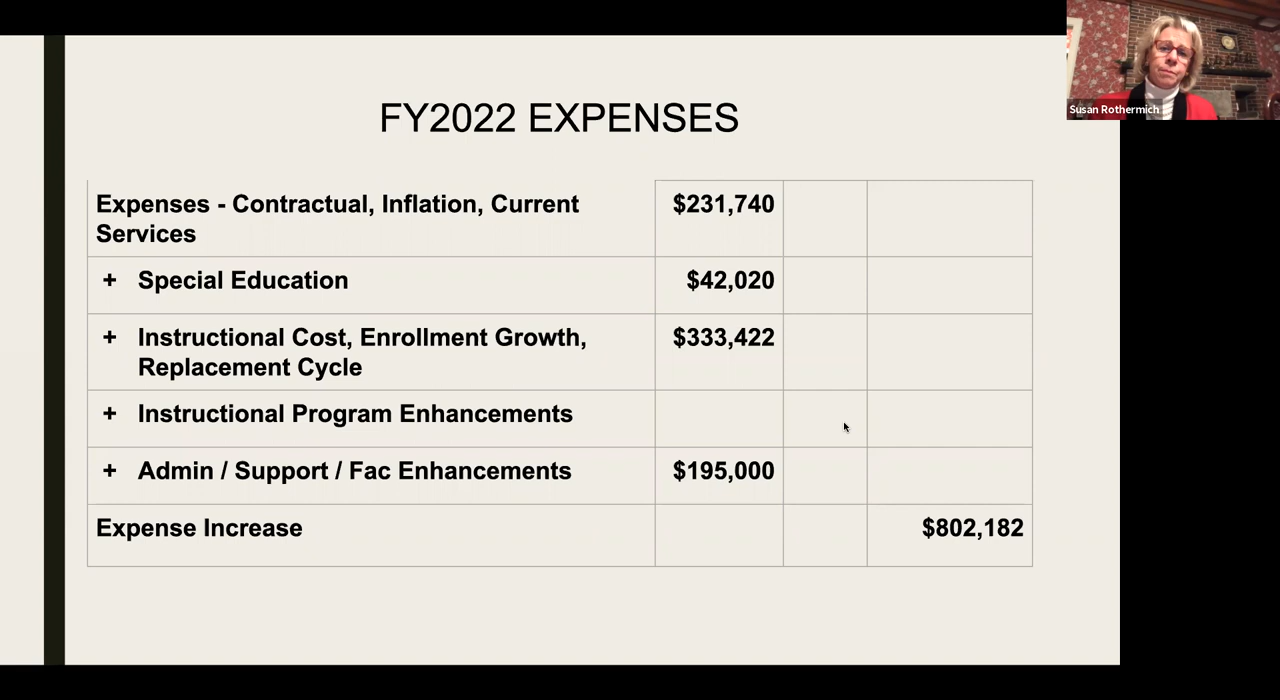 Susan Rothermich
FY2022 EXPENSES
Expenses - Contractual, Inflation, Current
Services
$231,740
+ Special Education
$42,020
+ Instructional Cost, Enrollment Growth,
Replacement Cycle
$333,422
+ Instructional Program Enhancements
+ Admin / Support / Fac Enhancements
$195,000
Expense Increase
$802,182